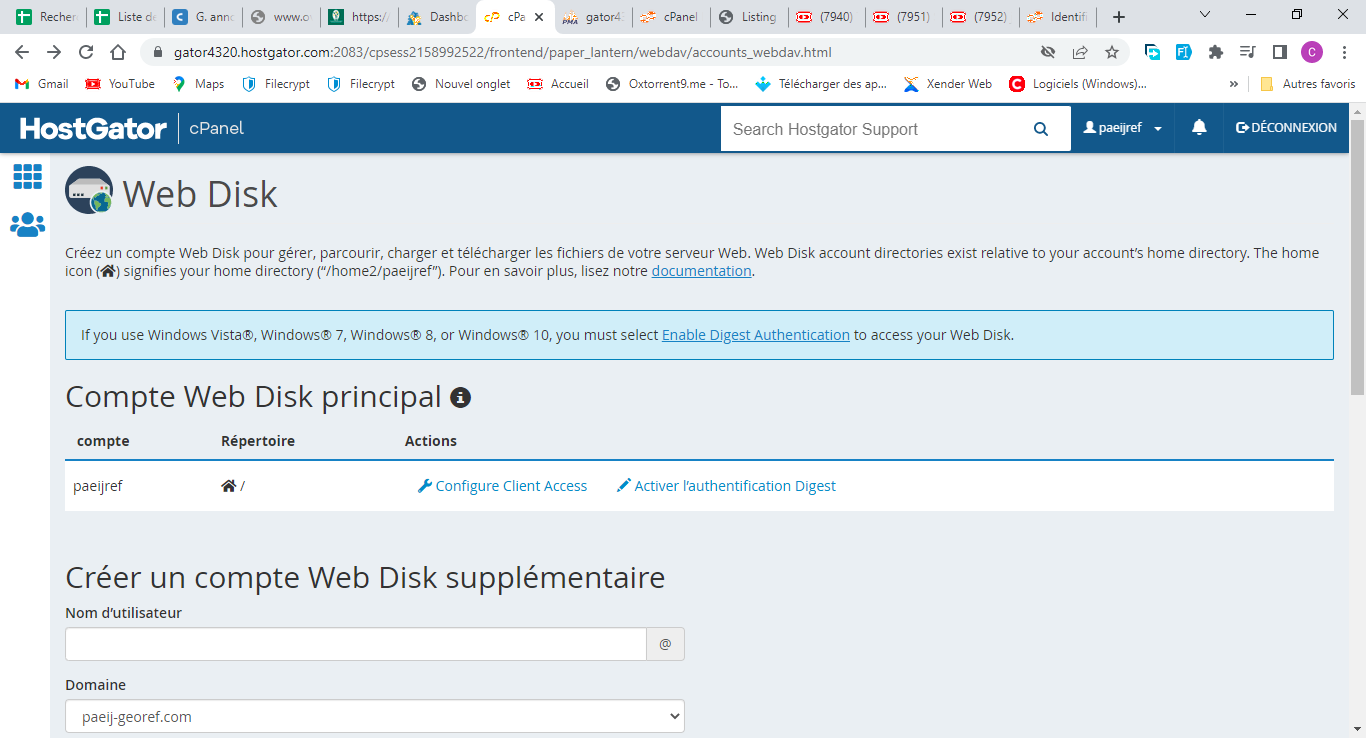 Recher
Liste de
G. anno
www.o
https:/
Dashb
cPa
gator4
cPanel
Listing
(7940)
(7951)
(7952)
Identifi
gator4320.hostgator.com:2083/cpsess2158992522/frontend/paper_lantern/webdav/accounts_webdav.html
C
Gmail
YouTube
Maps
Filecrypt
Filecrypt
Nouvel onglet
Accueil
Oxtorrent9.me - To...
Télécharger des ap...
Xender Web
Logiciels (Windows)...
»
Autres favoris
HostGator
cPanel
Search Hostgator Support
paeijref
DÉCONNEXION
Web Disk
Créez un compte Web Disk pour gérer, parcourir, charger et télécharger les fichiers de votre serveur Web. Web Disk account directories exist relative to your account's home directory. The home
icon () signifies your home directory (“/home2/paeijref”). Pour en savoir plus, lisez notre documentation.
If you use Windows Vista®, Windows® 7, Windows® 8, or Windows® 10, you must select Enable Digest Authentication to access your Web Disk.
Compte Web Disk principal
compte
Répertoire
Actions
paeijref
/
Configure Client Access
Activer l’authentification Digest
Créer un compte Web Disk supplémentaire
Nom d’utilisateur
@
Domaine
paeij-georef.com